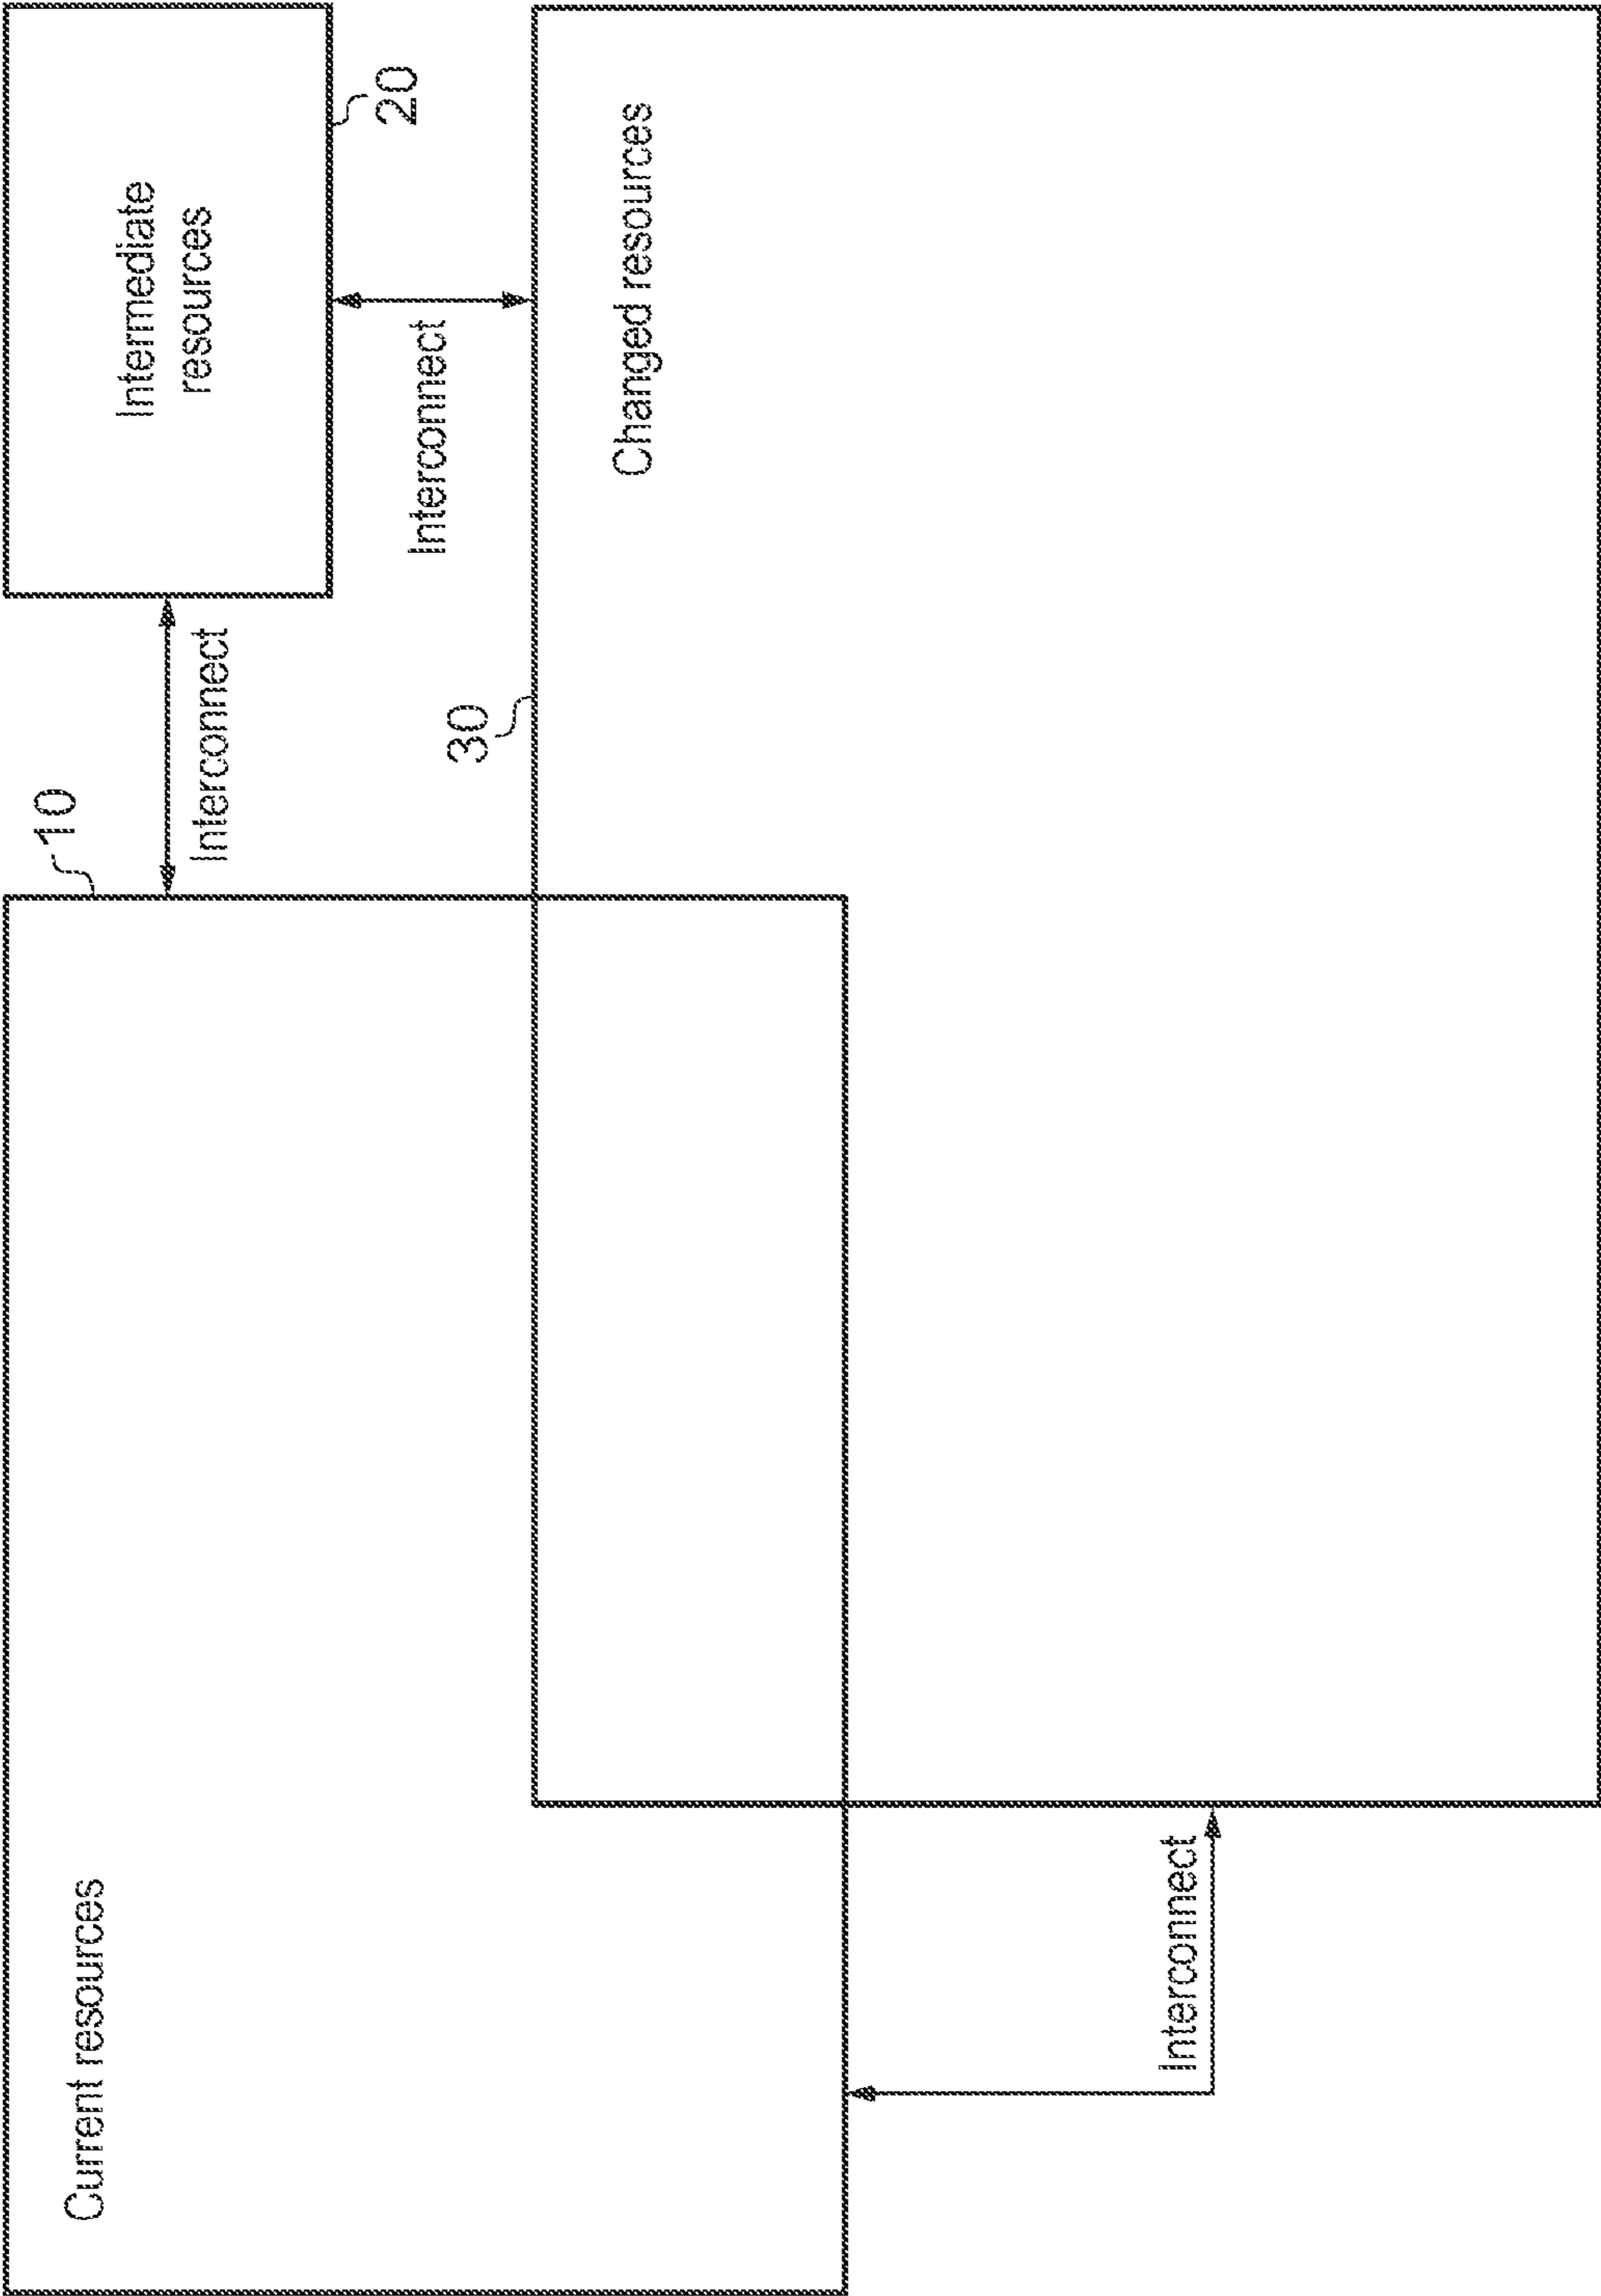 Current resources
10
Interconnect
Intermediate
resources
20
Interconnect
30
Changed resources
Interconnect